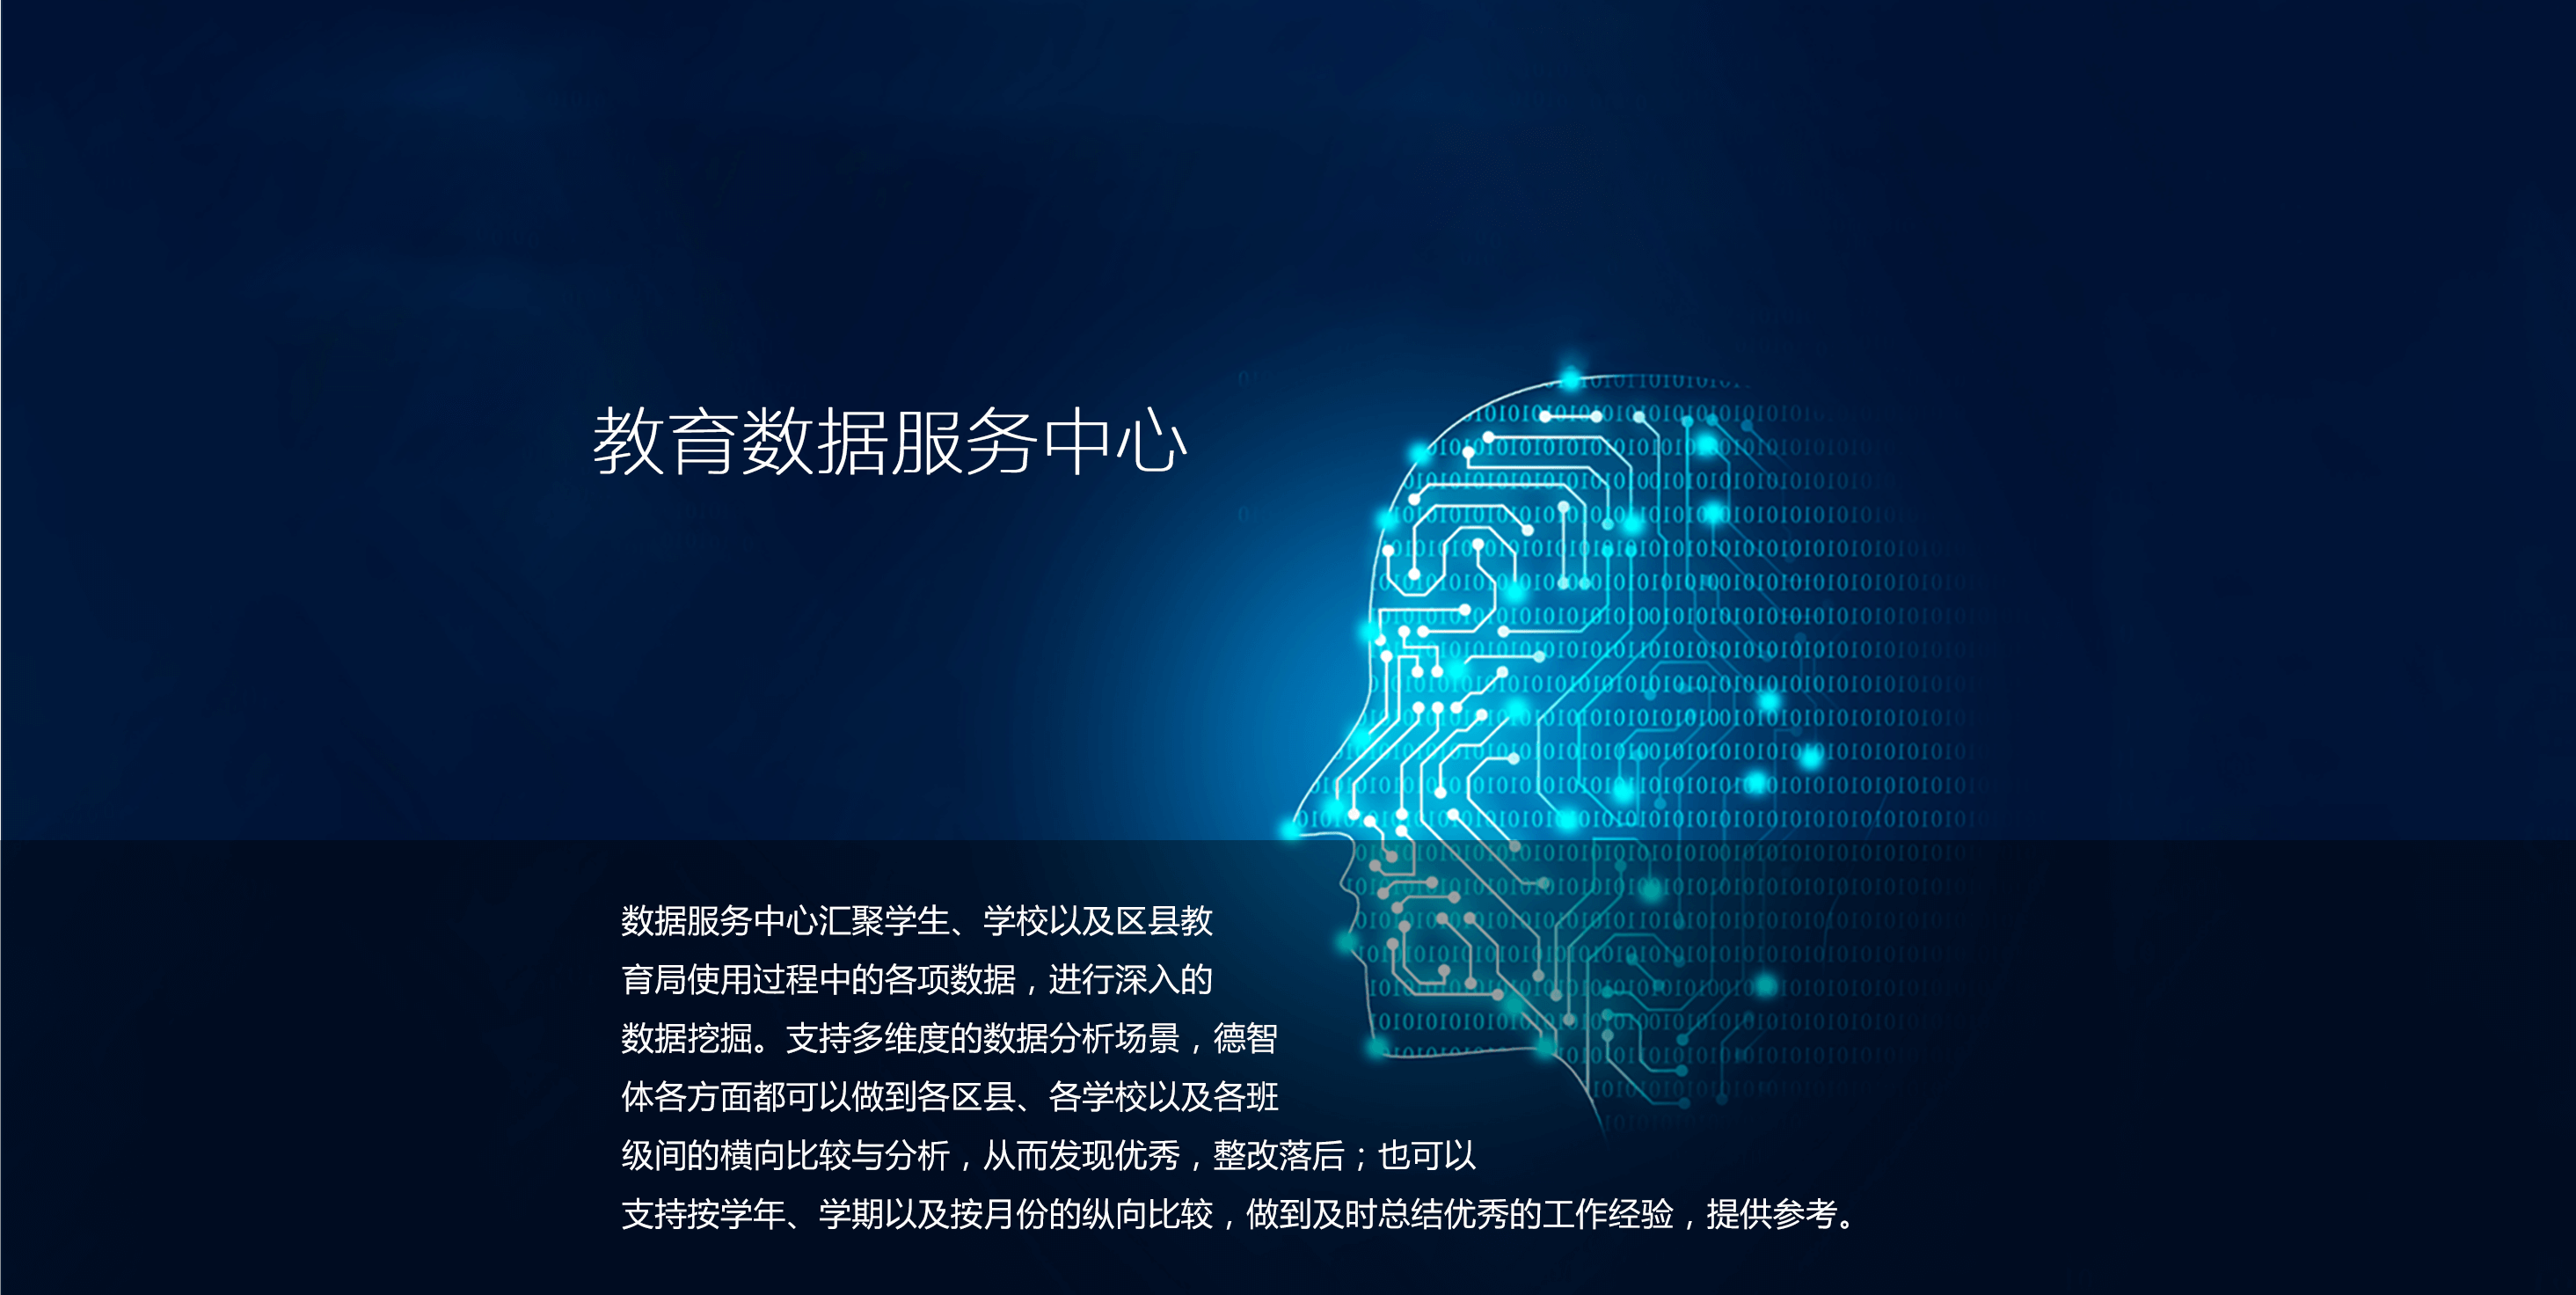 教育数据服务中心
数据服务中心汇聚学生、学校以及区县教
育局使用过程中的各项数据，进行深入的
数据挖掘。支持多维度的数据分析场景，德智
体各方面都可以做到各区县、各学校以及各班
级间的横向比较与分析，从而发现优秀，整改落后；也可以
支持按学年、学期以及按月份的纵向比较，做到及时总结优秀的工作经验，提供参考。